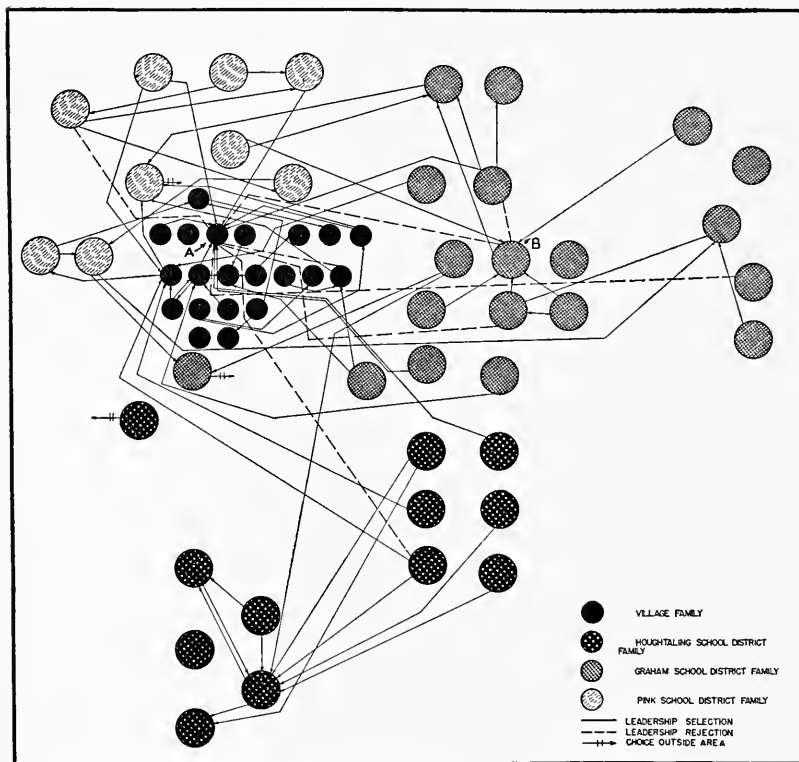 A
B
VILLAGE FAMILY
HOUGHTALING SCHOOL DISTRICT
FAMILY
GRAHAM SCHOOL DISTRICT FAMILY
PINK SCHOOL DISTRICT FAMILY
LEADERSHIP SELECTION
LEADERSHIP REJECTION
CHOICE OUTSIDE AREA